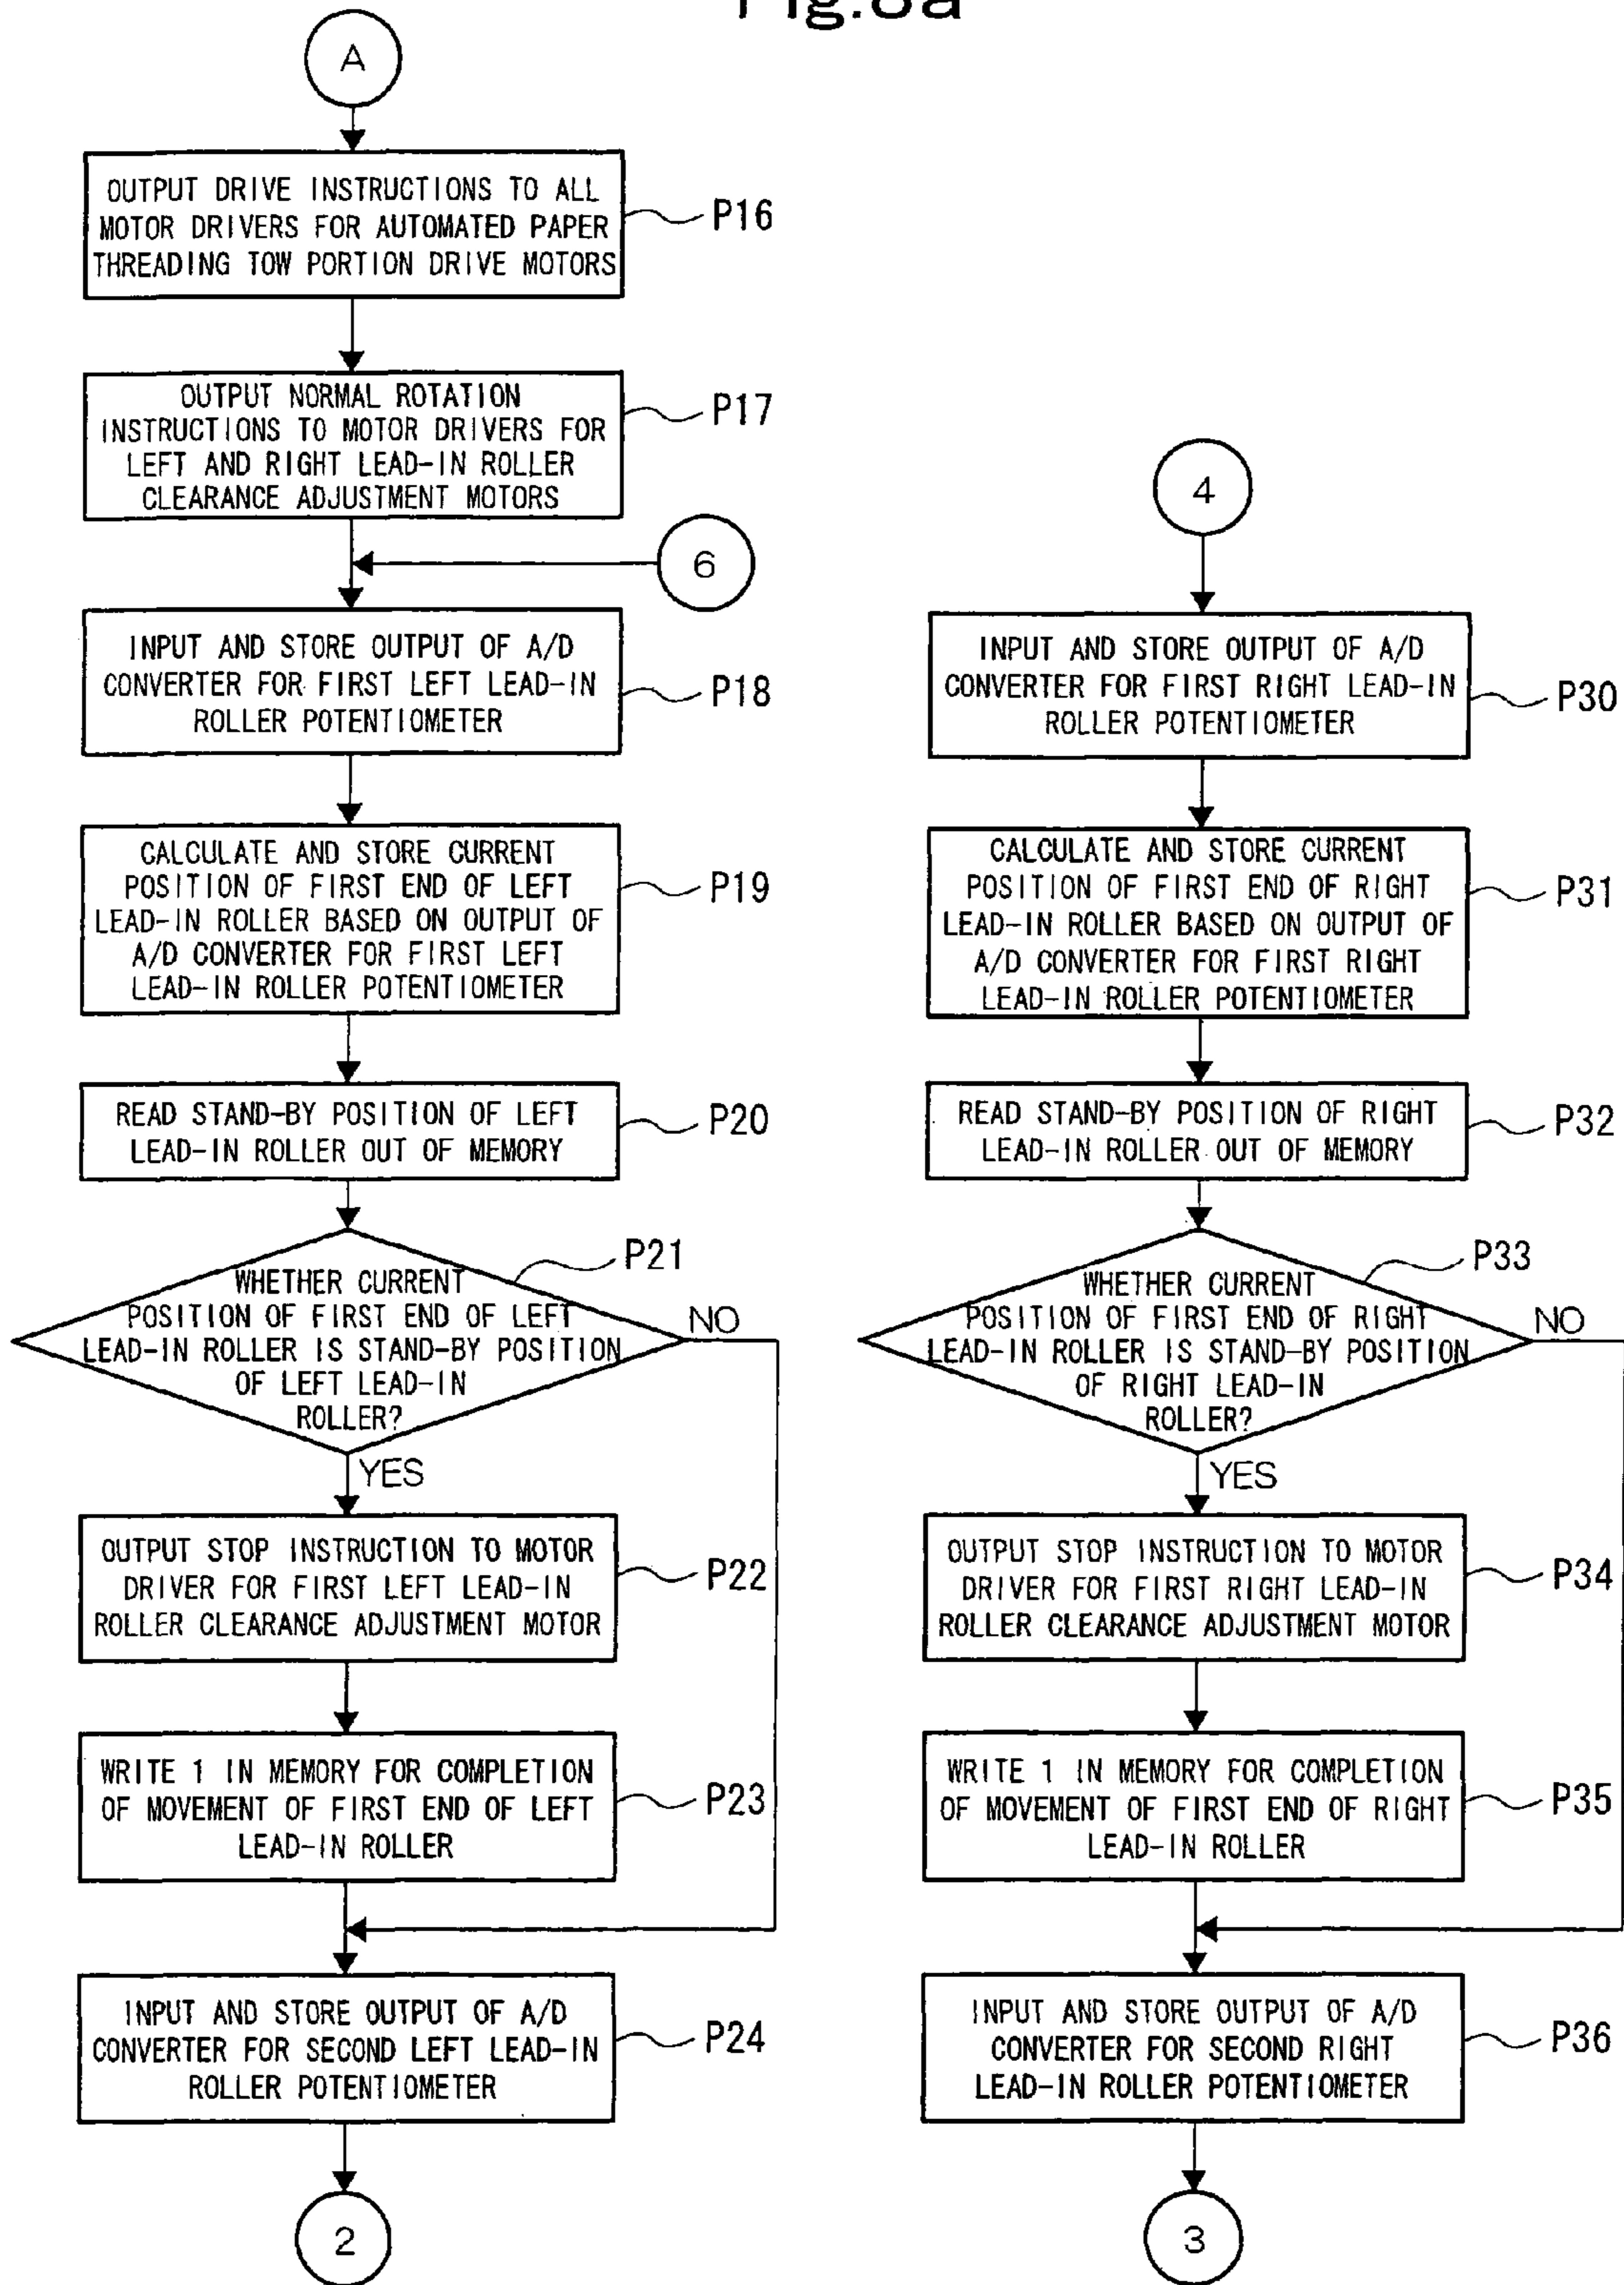 Fig.8a
A
OUTPUT DRIVE INSTRUCTIONS TO ALL
MOTOR DRIVERS FOR AUTOMATED PAPER
THREADING TOW PORTION DRIVE MOTORS
P16
OUTPUT NORMAL ROTATION
INSTRUCTIONS TO MOTOR DRIVERS FOR
LEFT AND RIGHT LEAD-IN ROLLER
CLEARANCE ADJUSTMENT MOTORS
P17
6
INPUT AND STORE OUTPUT OF A/D
CONVERTER FOR FIRST LEFT LEAD-IN
ROLLER POTENTIOMETER
P18
CALCULATE AND STORE CURRENT
POSITION OF FIRST END OF LEFT
LEAD-IN ROLLER BASED ON OUTPUT OF
A/D CONVERTER FOR FIRST LEFT
LEAD-IN ROLLER POTENTIOMETER
P19
READ STAND-BY POSITION OF LEFT
LEAD-IN ROLLER OUT OF MEMORY
P20
WHETHER CURRENT
POSITION OF FIRST END OF LEFT
LEAD-IN ROLLER IS STAND-BY POSITION
OF LEFT LEAD-IN
ROLLER?
P21
NO
YES
OUTPUT STOP INSTRUCTION TO MOTOR
DRIVER FOR FIRST LEFT LEAD-IN
ROLLER CLEARANCE ADJUSTMENT MOTOR
P22
WRITE 1 IN MEMORY FOR COMPLETION
OF MOVEMENT OF FIRST END OF LEFT
LEAD-IN ROLLER
P23
INPUT AND STORE OUTPUT OF A/D
CONVERTER FOR SECOND LEFT LEAD-IN
ROLLER POTENTIOMETER
P24
2
4
INPUT AND STORE OUTPUT OF A/D
CONVERTER FOR FIRST RIGHT LEAD-IN
ROLLER POTENTIOMETER
P30
CALCULATE AND STORE CURRENT
POSITION OF FIRST END OF RIGHT
LEAD-IN ROLLER BASED ON OUTPUT OF
A/D CONVERTER FOR FIRST RIGHT
LEAD-IN ROLLER POTENTIOMETER
P31
READ STAND-BY POSITION OF RIGHT
LEAD-IN ROLLER OUT OF MEMORY
P32
WHETHER CURRENT
POSITION OF FIRST END OF RIGHT
LEAD-IN ROLLER IS STAND-BY POSITION
OF RIGHT LEAD-IN
ROLLER?
P33
NO
YES
OUTPUT STOP INSTRUCTION TO MOTOR
DRIVER FOR FIRST RIGHT LEAD-IN
ROLLER CLEARANCE ADJUSTMENT MOTOR
P34
WRITE 1 IN MEMORY FOR COMPLETION
OF MOVEMENT OF FIRST END OF RIGHT
LEAD-IN ROLLER
P35
INPUT AND STORE OUTPUT OF A/D
CONVERTER FOR SECOND RIGHT
LEAD-IN ROLLER POTENTIOMETER
P36
3